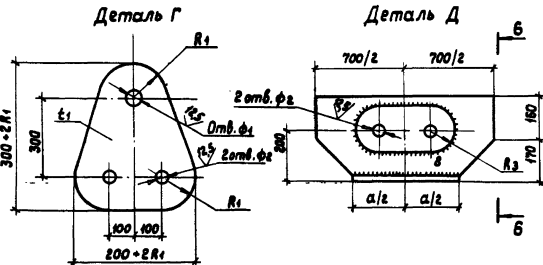 Деталь Г
Деталь Д
R1
700/2
700/2
б
2отв.ф2
R2
t1
12,5
Отв.ф1
300
300+2R1
12,5
2отв.ф2
200
160
170
R3
R1
100
100
200+2R1
а/2
а/2
б